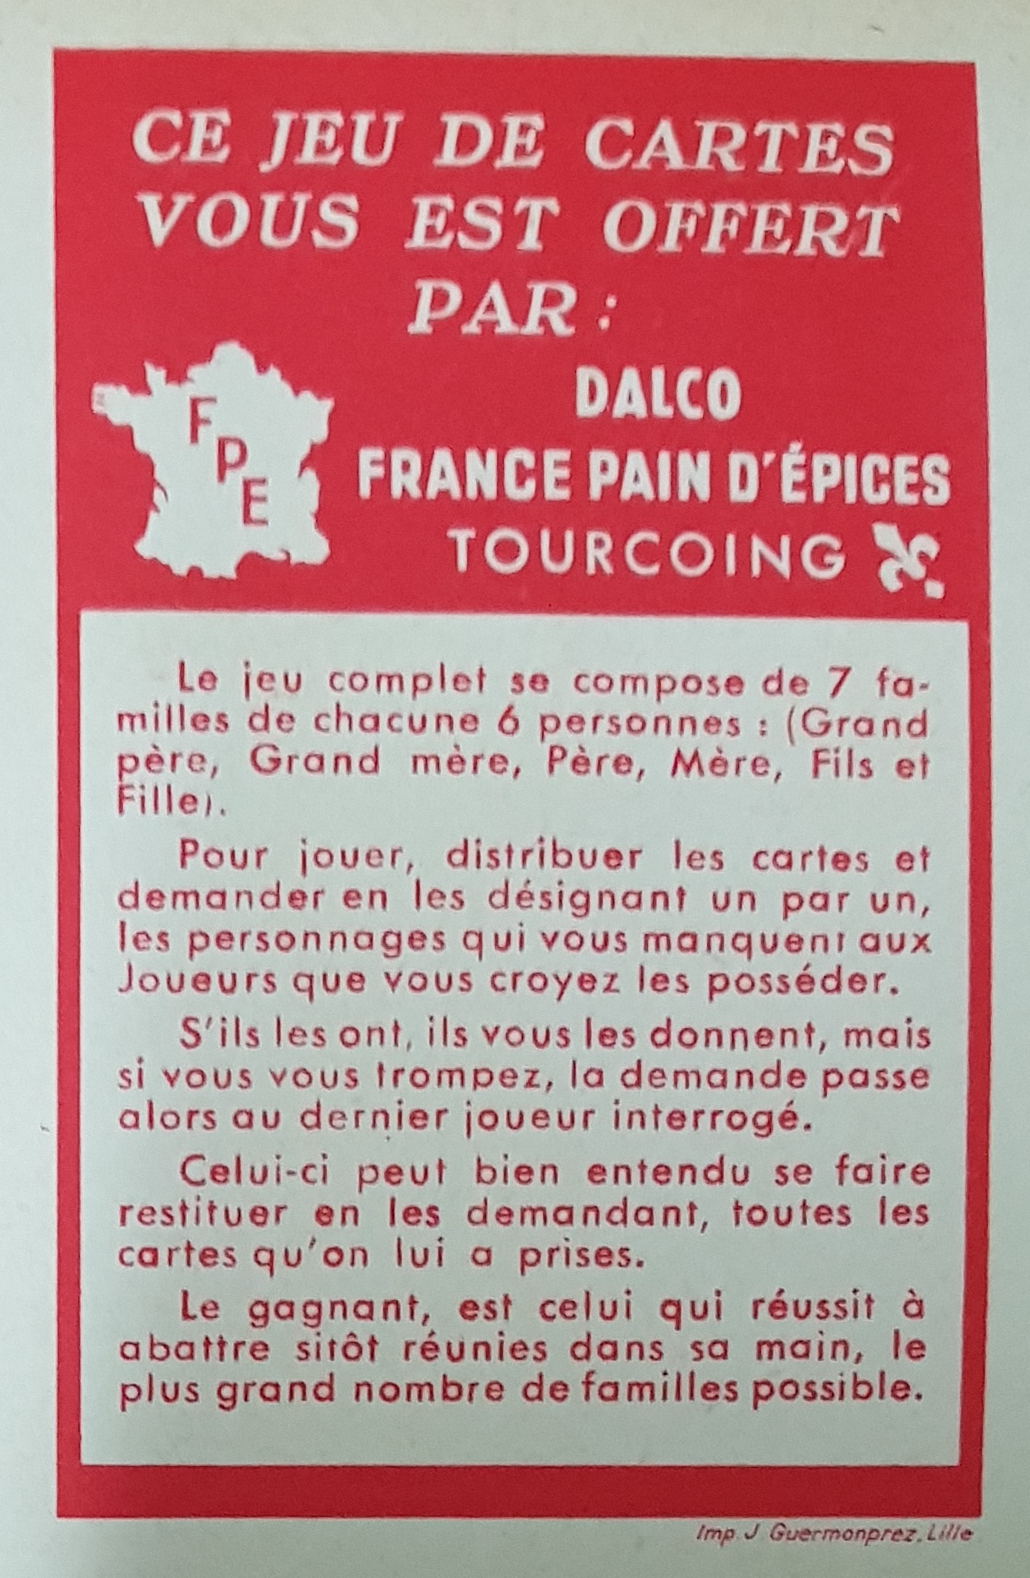 CE JEU DE CARTES
VOUS EST OFFERT
PAR :
DALCO
FPE
FRANCE PAIN D'ÉPICES
TOURCOING
Le jeu complet se compose de 7 fa-
milles de chacune 6 personnes : (Grand
père, Grand mère, Père, Mère, Fils et
Fille).
Pour jouer, distribuer les cartes et
demander en les désignant un par un,
les personnages qui vous manquent aux
Joueurs que vous croyez les posséder.
S'ils les ont, ils vous les donnent, mais
si vous vous trompez, la demande passe
alors au dernier joueur interrogé.
Celui-ci peut bien entendu se faire
restituer en les demandant, toutes les
cartes qu'on lui a prises.
Le gagnant, est celui qui réussit à
abattre sitôt réunies dans sa main, le
plus grand nombre de familles possible.
Imp. J. Guermonprez, Lille